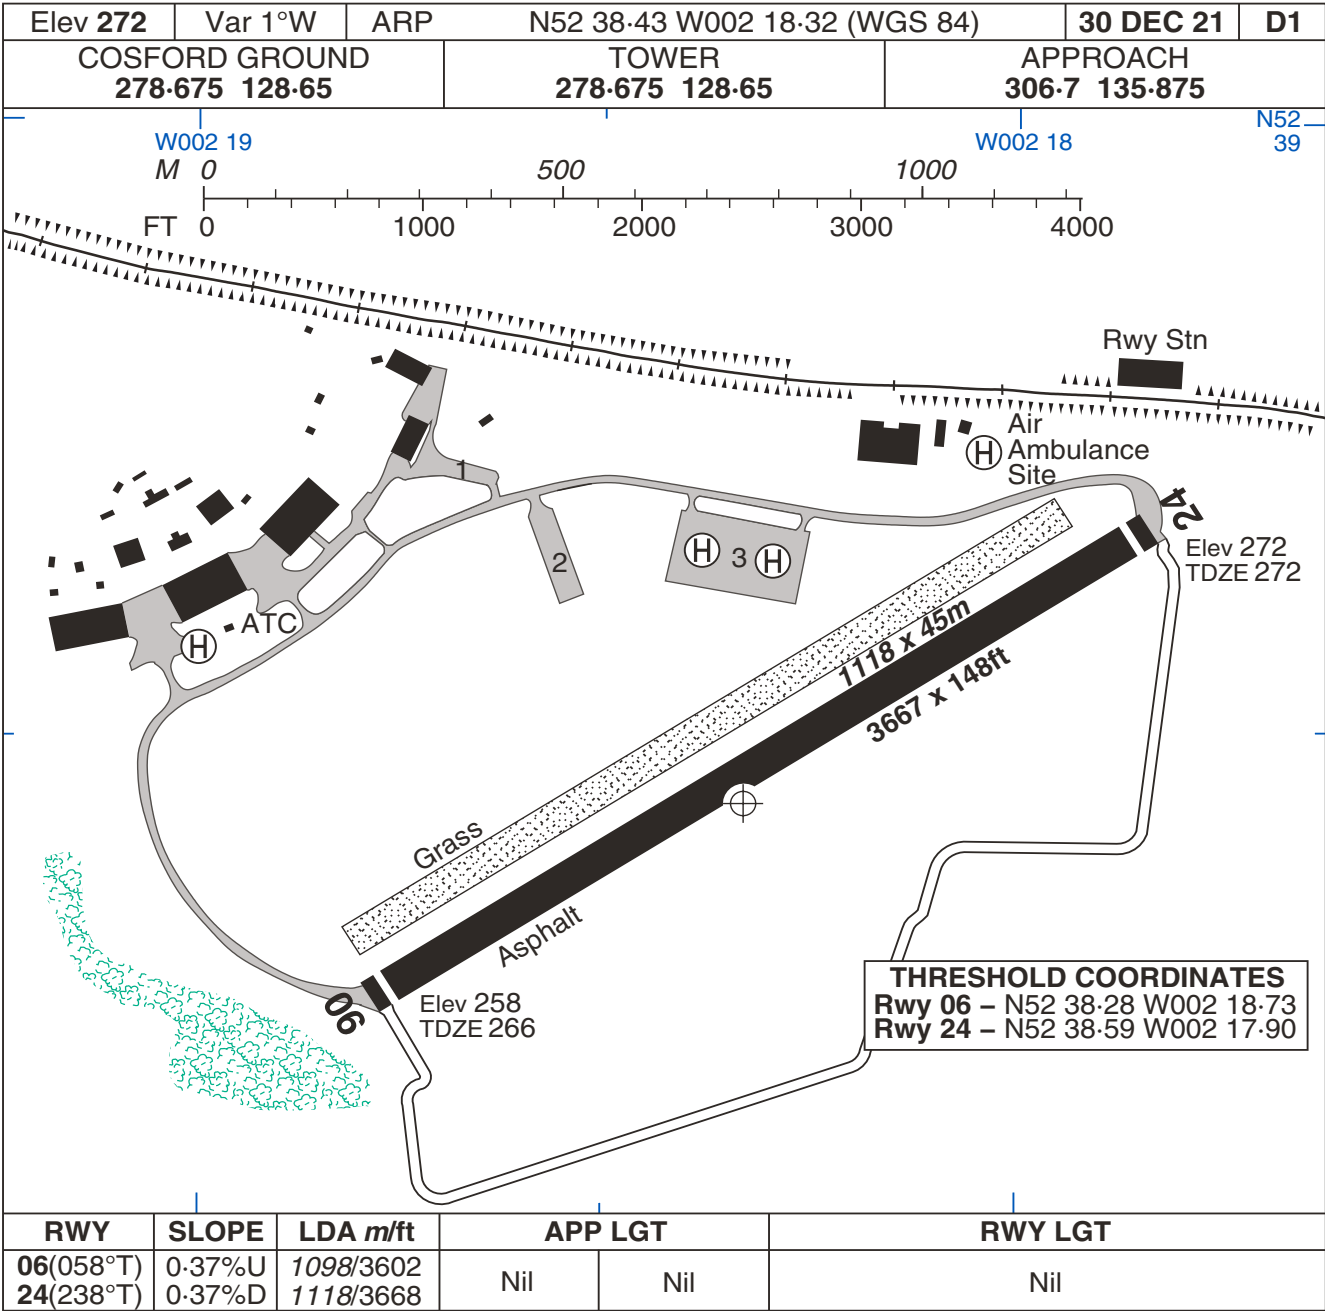 Elev 272 Var 1°W ARP N52 38·43 W002 18·32 (WGS 84) 30 DEC 21 D1
COSFORD GROUND TOWER APPROACH
278·675 128·65 278·675 128·65 306·7 135·875
W002 19 W002 18 N52
39
M 0 500 1000
FT 0 1000 2000 3000 4000
Rwy Stn
H Air
Ambulance
Site
1
2
H 3 H
24
Elev 272
TDZE 272
ATC
H
1118 x 45m
3667 x 148ft
Grass
Asphalt
06
Elev 258
TDZE 266
THRESHOLD COORDINATES
Rwy 06 – N52 38·28 W002 18·73
Rwy 24 – N52 38·59 W002 17·90
RWY SLOPE LDA m/ft APP LGT RWY LGT
06(058°T) 0·37%U 1098/3602 Nil Nil Nil
24(238°T) 0·37%D 1118/3668